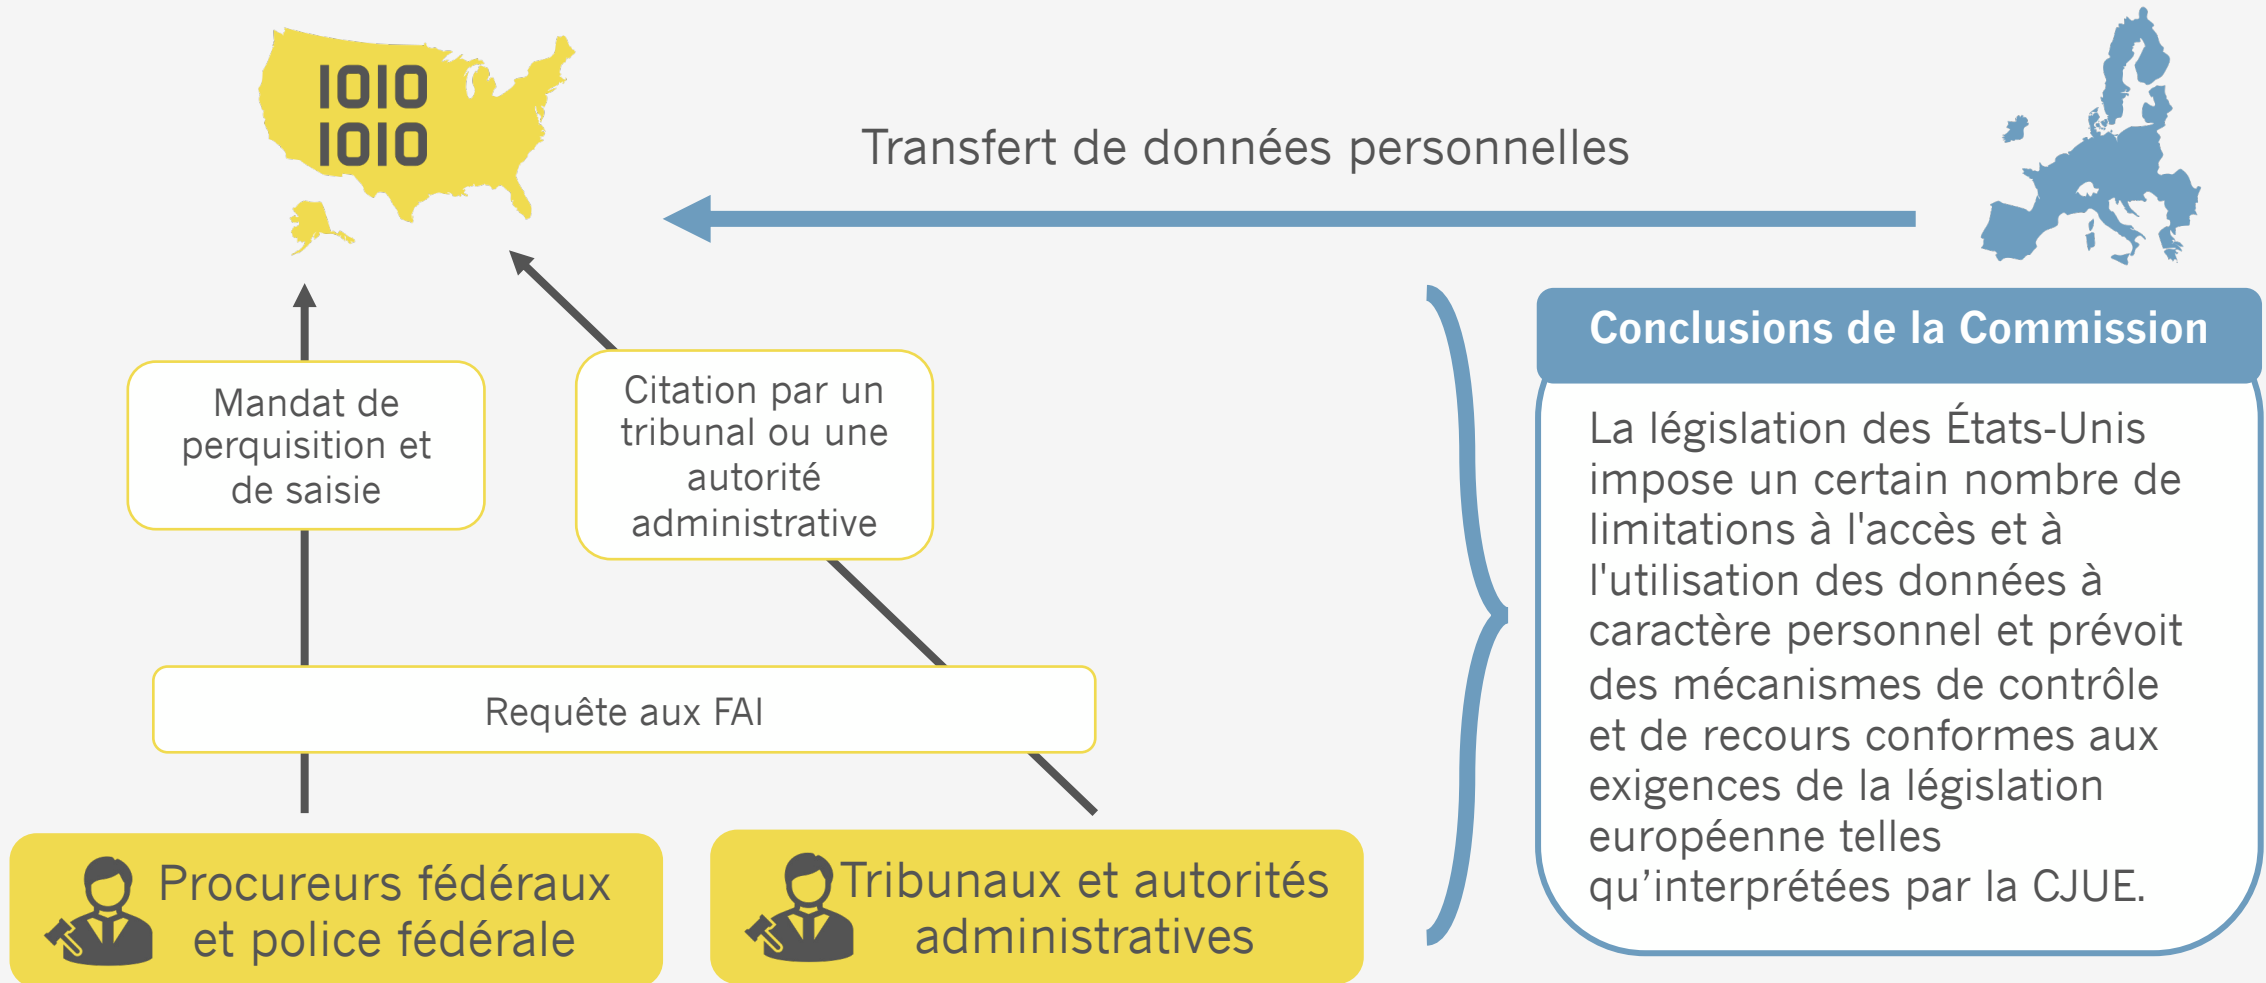 IOIO
IOIO
Transfert de données personnelles
Mandat de
perquisition et
de saisie
Citation par un
tribunal ou une
autorité
administrative
Requête aux FAI
Procureurs fédéraux
et police fédérale
Tribunaux et autorités
administratives
Conclusions de la Commission
La législation des États-Unis
impose un certain nombre de
limitations à l'accès et à
l'utilisation des données à
caractère personnel et prévoit
des mécanismes de contrôle
et de recours conformes aux
exigences de la législation
européenne telles
qu’interprétées par la CJUE.